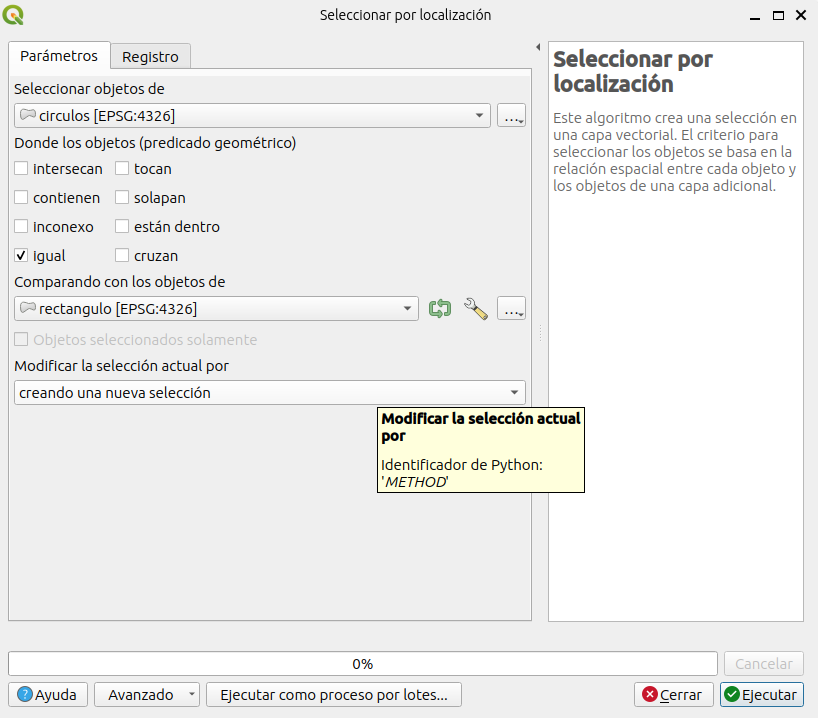 Seleccionar por localización
Parámetros
Registro
Seleccionar objetos de
circulos [EPSG:4326]
...
Donde los objetos (predicado geométrico)
intersecan
tocan
contienen
solapan
inconexo
están dentro
igual
cruzan
Comparando con los objetos de
rectangulo [EPSG:4326]
...
Objetos seleccionados solamente
Modificar la selección actual por
creando una nueva selección
Modificar la selección actual
por
Identificador de Python:
'METHOD'
Seleccionar por
localización
Este algoritmo crea una selección en
una capa vectorial. El criterio para
seleccionar los objetos se basa en la
relación espacial entre cada objeto y
los objetos de una capa adicional.
0%
Cancelar
Ayuda
Avanzado
Ejecutar como proceso por lotes...
Cerrar
Ejecutar